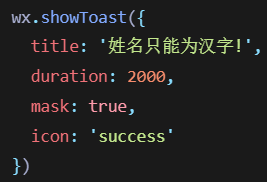 wx.showToast({
  title: '姓名只能为汉字!',
  duration: 2000,
  mask: true,
  icon: 'success'
})